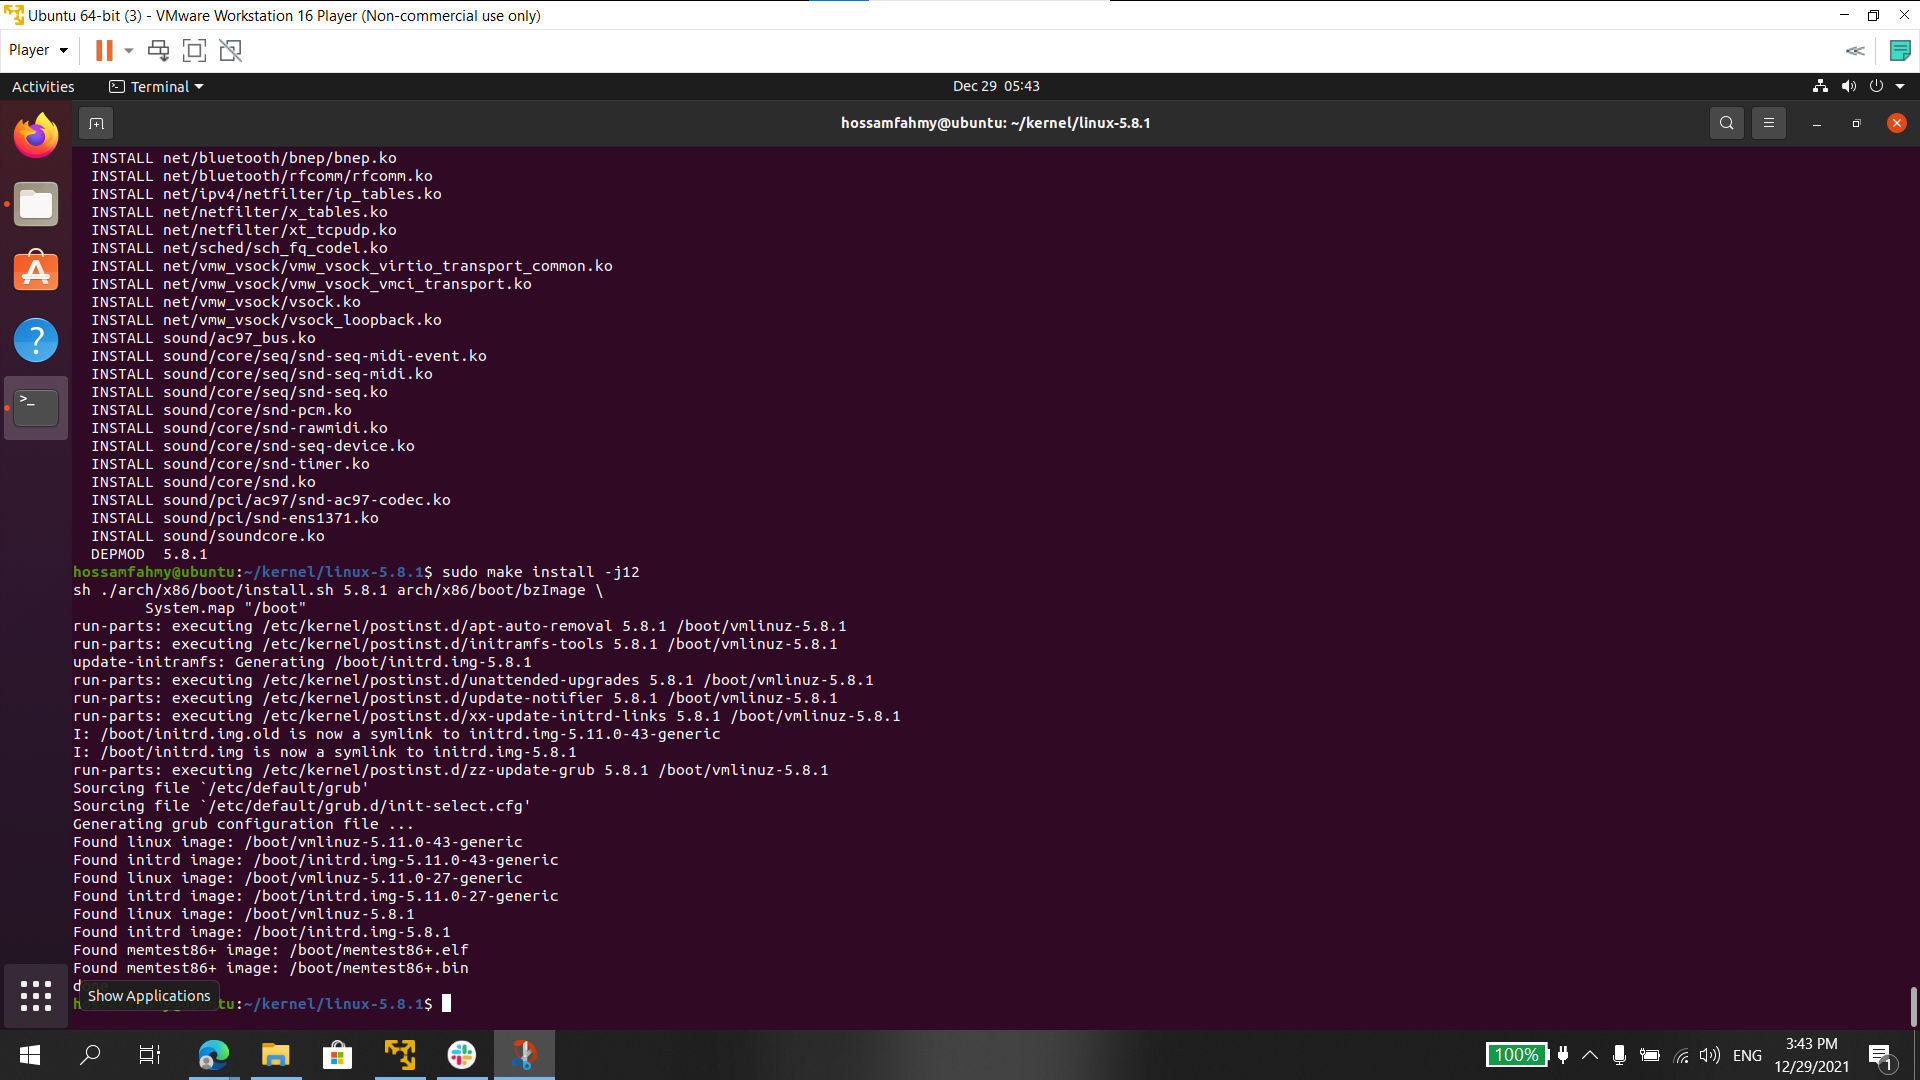 Ubuntu 64-bit (3) - VMware Workstation 16 Player (Non-commercial use only)
Player
Activities
Terminal
Dec 29 05:43
hossamfahmy@ubuntu: ~/kernel/linux-5.8.1
INSTALL net/bluetooth/bnep/bnep.ko
INSTALL net/bluetooth/rfcomm/rfcomm.ko
INSTALL net/ipv4/netfilter/ip_tables.ko
INSTALL net/netfilter/x_tables.ko
INSTALL net/netfilter/xt_tcpudp.ko
INSTALL net/sched/sch_fq_codel.ko
INSTALL net/vmw_vsock/vmw_vsock_virtio_transport_common.ko
INSTALL net/vmw_vsock/vmw_vsock_vmci_transport.ko
INSTALL net/vmw_vsock/vsock.ko
INSTALL net/vmw_vsock/vsock_loopback.ko
INSTALL sound/ac97_bus.ko
INSTALL sound/core/seq/snd-seq-midi-event.ko
INSTALL sound/core/seq/snd-seq-midi.ko
INSTALL sound/core/seq/snd-seq.ko
INSTALL sound/core/snd-pcm.ko
INSTALL sound/core/snd-rawmidi.ko
INSTALL sound/core/snd-seq-device.ko
INSTALL sound/core/snd-timer.ko
INSTALL sound/core/snd.ko
INSTALL sound/pci/ac97/snd-ac97-codec.ko
INSTALL sound/pci/snd-ens1371.ko
INSTALL sound/soundcore.ko
DEPMOD 5.8.1
hossamfahmy@ubuntu:~/kernel/linux-5.8.1$ sudo make install -j12
sh ./arch/x86/boot/install.sh 5.8.1 arch/x86/boot/bzImage \
System.map "/boot"
run-parts: executing /etc/kernel/postinst.d/apt-auto-removal 5.8.1 /boot/vmlinuz-5.8.1
run-parts: executing /etc/kernel/postinst.d/initramfs-tools 5.8.1 /boot/vmlinuz-5.8.1
update-initramfs: Generating /boot/initrd.img-5.8.1
run-parts: executing /etc/kernel/postinst.d/unattended-upgrades 5.8.1 /boot/vmlinuz-5.8.1
run-parts: executing /etc/kernel/postinst.d/update-notifier 5.8.1 /boot/vmlinuz-5.8.1
run-parts: executing /etc/kernel/postinst.d/xx-update-initrd-links 5.8.1 /boot/vmlinuz-5.8.1
I: /boot/initrd.img.old is now a symlink to initrd.img-5.11.0-43-generic
I: /boot/initrd.img is now a symlink to initrd.img-5.8.1
run-parts: executing /etc/kernel/postinst.d/zz-update-grub 5.8.1 /boot/vmlinuz-5.8.1
Sourcing file `/etc/default/grub'
Sourcing file `/etc/default/grub.d/init-select.cfg'
Generating grub configuration file ...
Found linux image: /boot/vmlinuz-5.11.0-43-generic
Found initrd image: /boot/initrd.img-5.11.0-43-generic
Found linux image: /boot/vmlinuz-5.11.0-27-generic
Found initrd image: /boot/initrd.img-5.11.0-27-generic
Found linux image: /boot/vmlinuz-5.8.1
Found initrd image: /boot/initrd.img-5.8.1
Found memtest86+ image: /boot/memtest86+.elf
Found memtest86+ image: /boot/memtest86+.bin
Show Applications
tu:~/kernel/linux-5.8.1$
100%
ENG
3:43 PM
12/29/2021
1